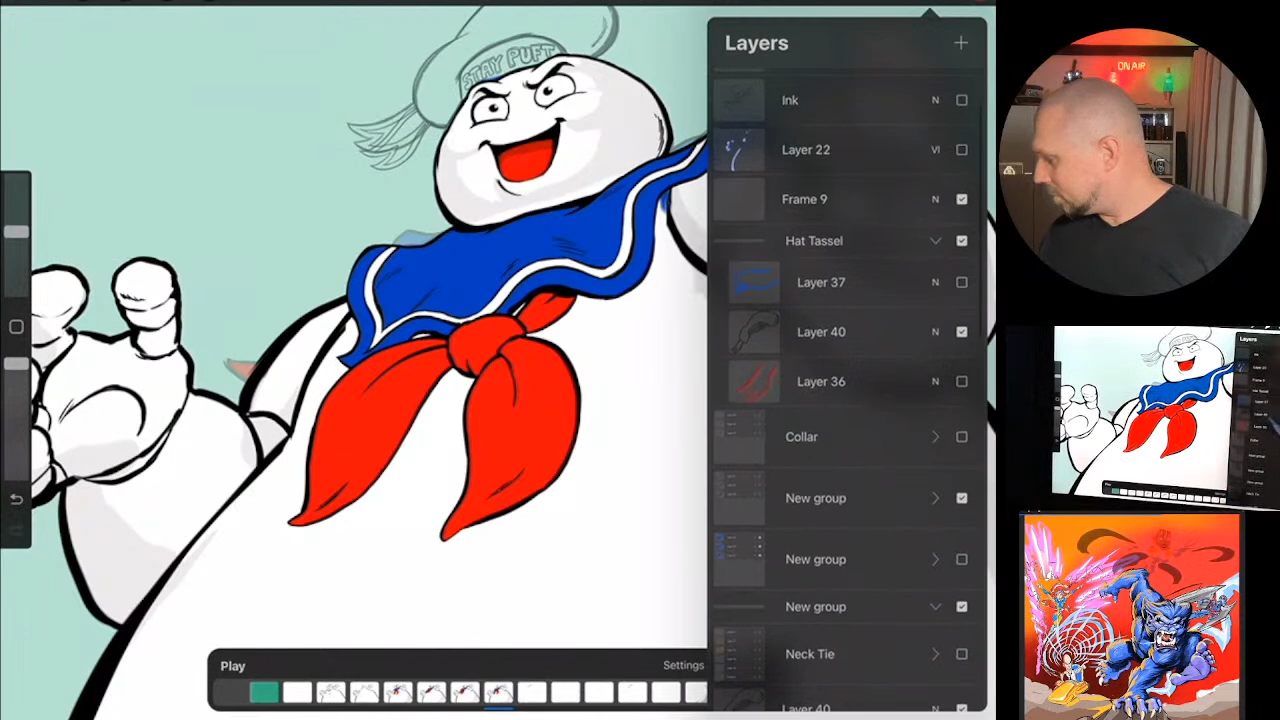 STAY PUFT
Layers
Ink N
Layer 22 VI
Frame 9 N
Hat Tassel
Layer 37 N
Layer 40 N
Layer 36 N
Collar
New group
New group
New group
Neck Tie
Layer 40 N
Play Settings
ON AIR
Layers